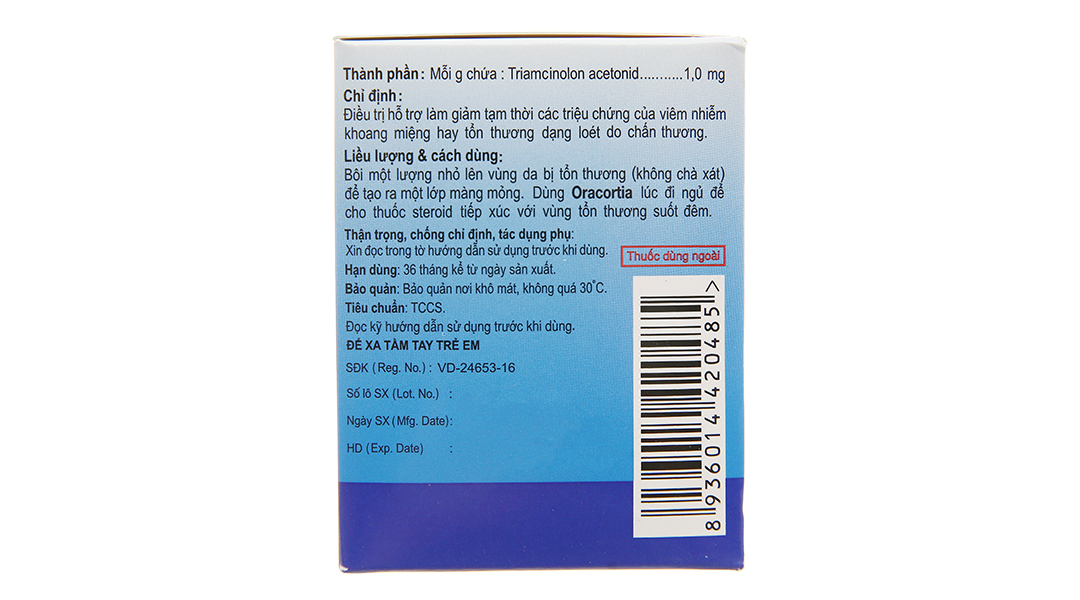 Thành phần: Mỗi g chứa : Triamcinolon acetonid...........1,0 mg
Chỉ định:
Điều trị hỗ trợ làm giảm tạm thời các triệu chứng của viêm nhiễm
khoang miệng hay tổn thương dạng loét do chấn thương.
Liều lượng & cách dùng:
Bôi một lượng nhỏ lên vùng da bị tổn thương (không chà xát)
để tạo ra một lớp màng mỏng. Dùng Oracortia lúc đi ngủ để
cho thuốc steroid tiếp xúc với vùng tổn thương suốt đêm.
Thận trọng, chống chỉ định, tác dụng phụ:
Xin đọc trong tờ hướng dẫn sử dụng trước khi dùng.
Thuốc dùng ngoài
Hạn dùng: 36 tháng kể từ ngày sản xuất.
Bảo quản: Bảo quản nơi khô mát, không quá 30°C.
Tiêu chuẩn: TCCS.
Đọc kỹ hướng dẫn sử dụng trước khi dùng.
ĐỂ XA TẦM TAY TRẺ EM
SĐK (Reg. No.) : VD-24653-16
Số lô SX (Lot. No.) :
Ngày SX (Mfg. Date):
HD (Exp. Date) :
8 936014 420485 >